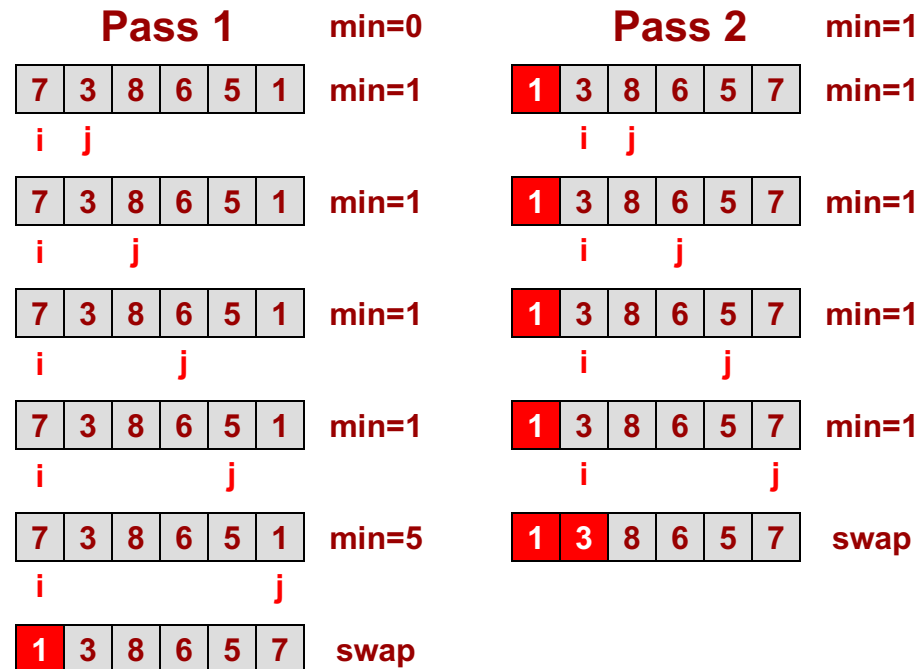 Pass 1 min=0
7 3 8 6 5 1 min=1
i j
7 3 8 6 5 1 min=1
i j
7 3 8 6 5 1 min=1
i j
7 3 8 6 5 1 min=1
i j
7 3 8 6 5 1 min=5
i j
1 3 8 6 5 7 swap
Pass 2 min=1
1 3 8 6 5 7 min=1
i j
1 3 8 6 5 7 min=1
i j
1 3 8 6 5 7 min=1
i j
1 3 8 6 5 7 min=1
i j
1 3 8 6 5 7 swap